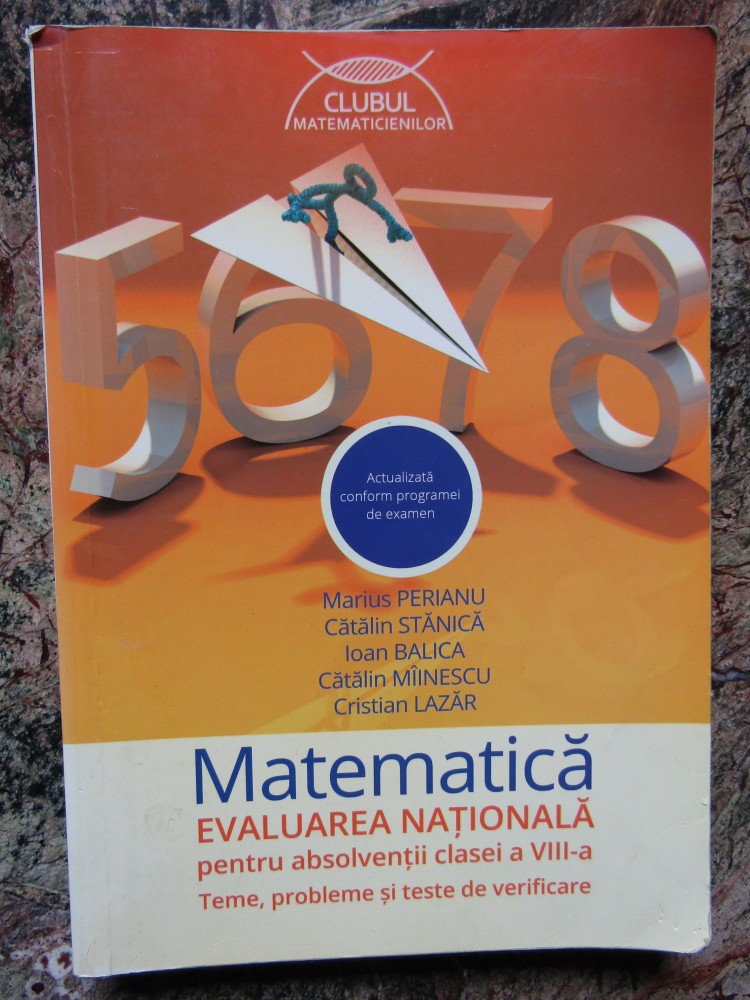 CLUBUL
MATEMATICIENILOR
5678
Actualizată
conform programei
de examen
Marius PERIANU
Cătălin STĂNICĂ
Ioan BALICA
Cătălin MÎINESCU
Cristian LAZĂR
Matematică
EVALUAREA NAȚIONALĂ
pentru absolvenții clasei a VIII-a
Teme, probleme și teste de verificare